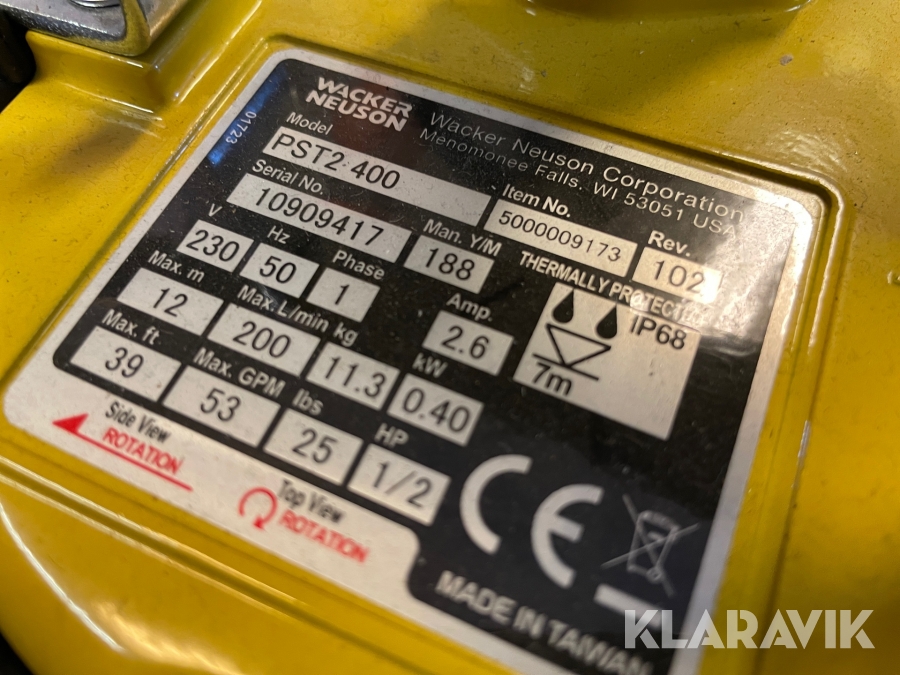 WACKER
NEUSON
Wacker Neuson Corporation
Menomonee Falls, WI 53051 USA
01723
Model
PST2 400
Item No.
5000009173
Rev.
102
Serial No.
10909417
Man. Y/M
188
THERMALLY PROTECTED
V
230
Hz
50
Phase
1
Amp.
2.6
IP68
7m
Max. m
12
Max. L/min
200
kg
11.3
kW
0.40
Max. ft
39
Max. GPM
53
lbs
25
HP
1/2
Side View
ROTATION
Top View
ROTATION
CE
MADE IN TAIWAN
KLARAVIK